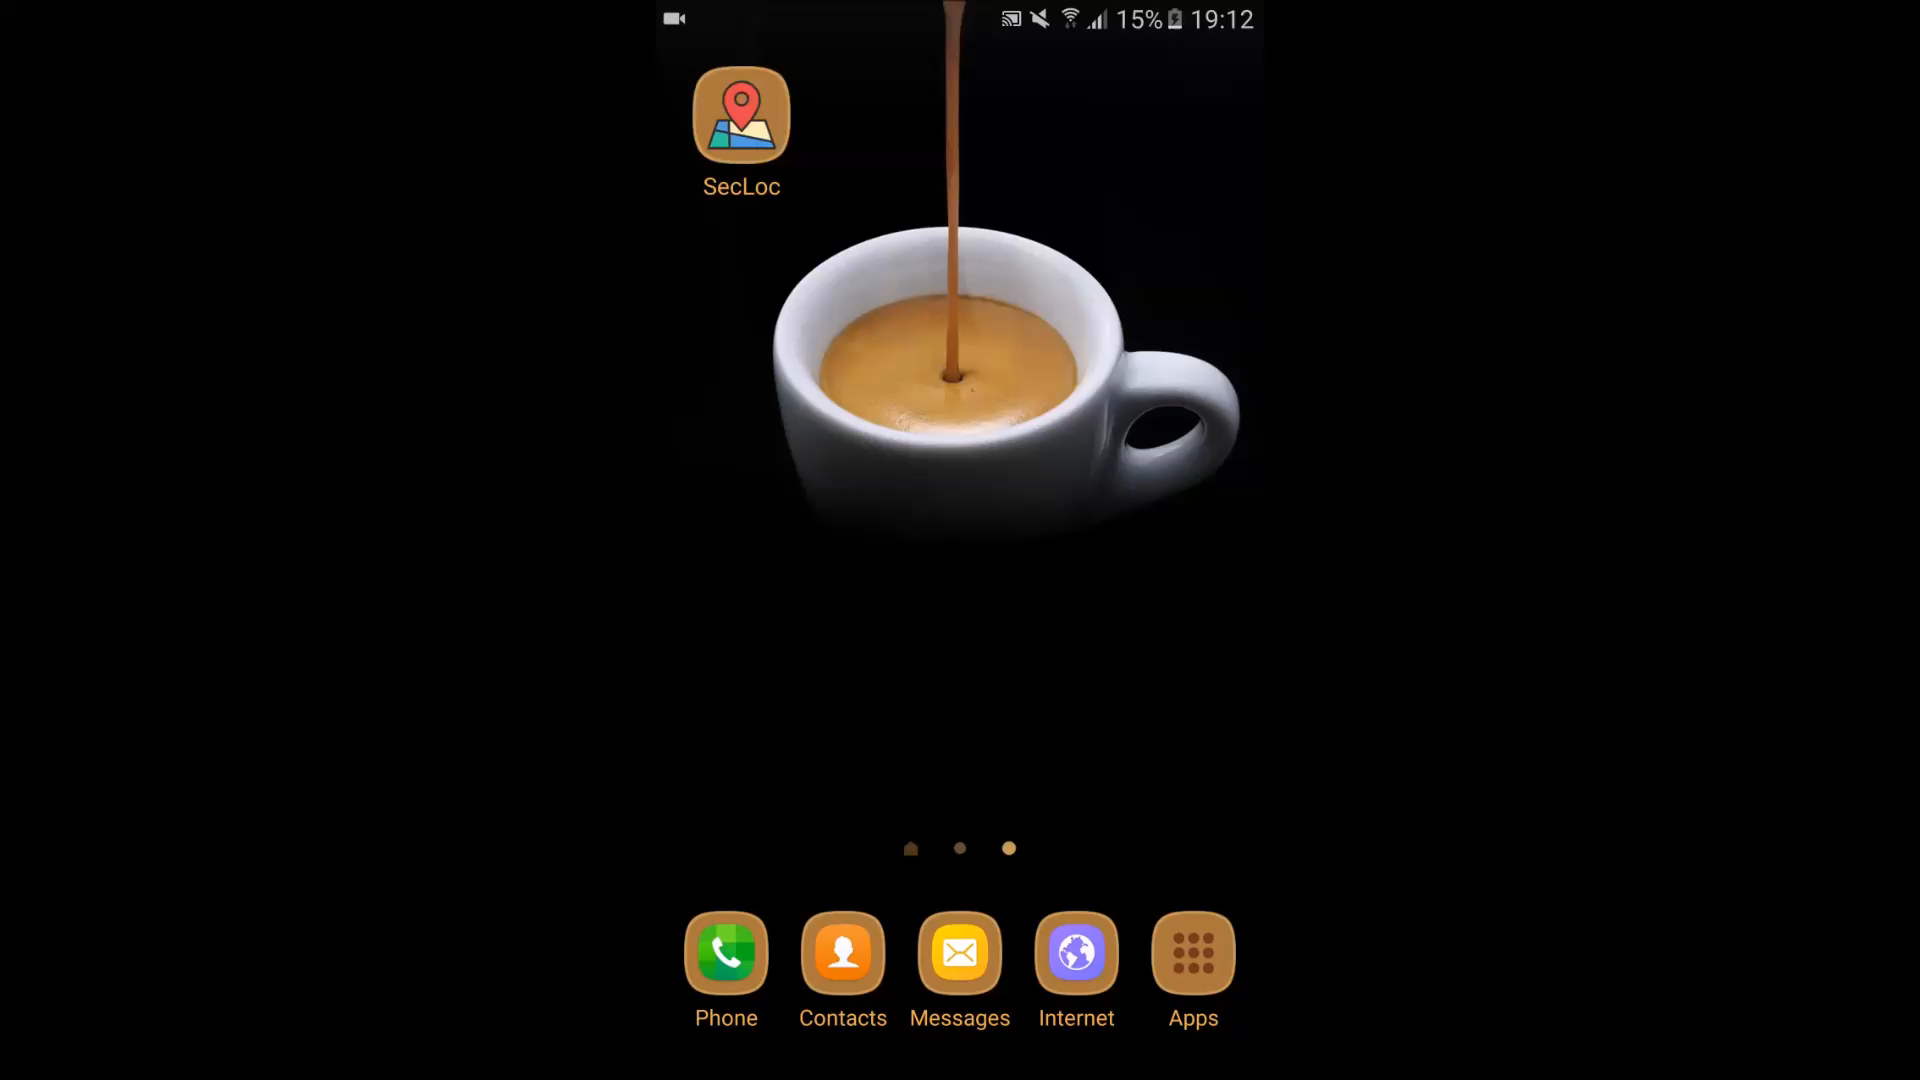 15% 19:12
SecLoc
Phone Contacts Messages Internet Apps